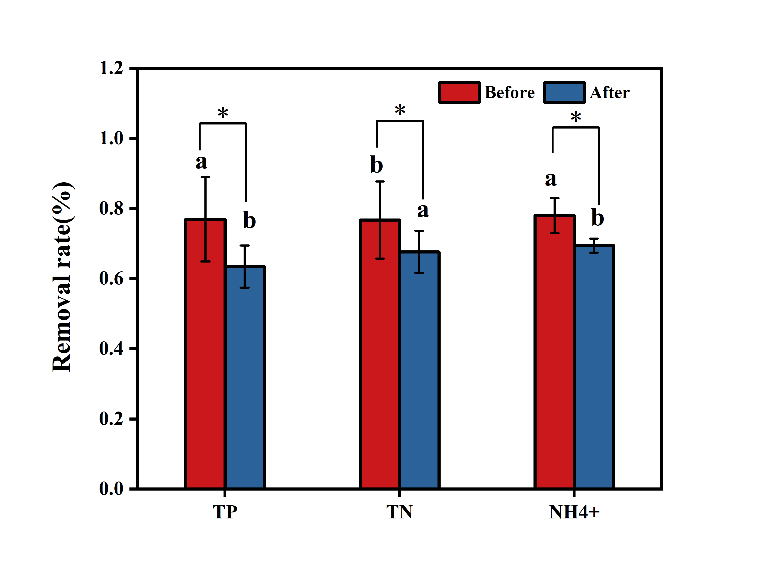 1.2
Before After
* * *
1.0
a b a
0.8
b a b
0.6
0.4
0.2
0.0
Removal rate(%)
TP TN NH4+